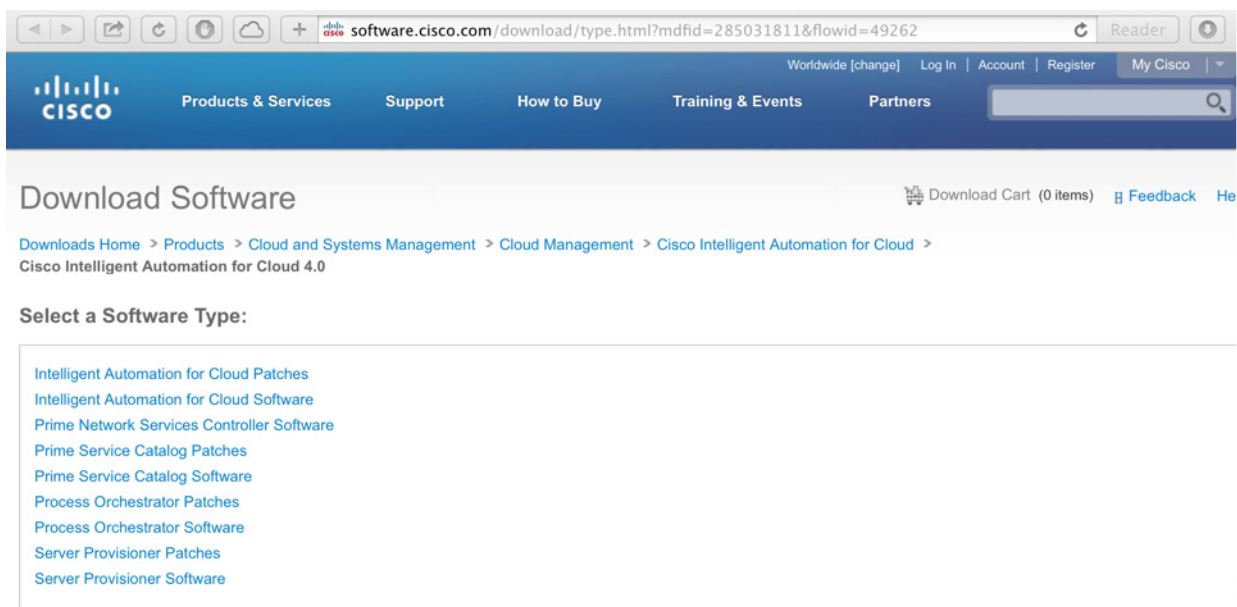 software.cisco.com/download/type.html?mdfid=285031811&flowid=49262 Reader
Worldwide [change] Log In | Account | Register My Cisco
CISCO Products & Services Support How to Buy Training & Events Partners
Download Software Download Cart (0 items) Feedback He
Downloads Home > Products > Cloud and Systems Management > Cloud Management > Cisco Intelligent Automation for Cloud >
Cisco Intelligent Automation for Cloud 4.0
Select a Software Type:
Intelligent Automation for Cloud Patches
Intelligent Automation for Cloud Software
Prime Network Services Controller Software
Prime Service Catalog Patches
Prime Service Catalog Software
Process Orchestrator Patches
Process Orchestrator Software
Server Provisioner Patches
Server Provisioner Software